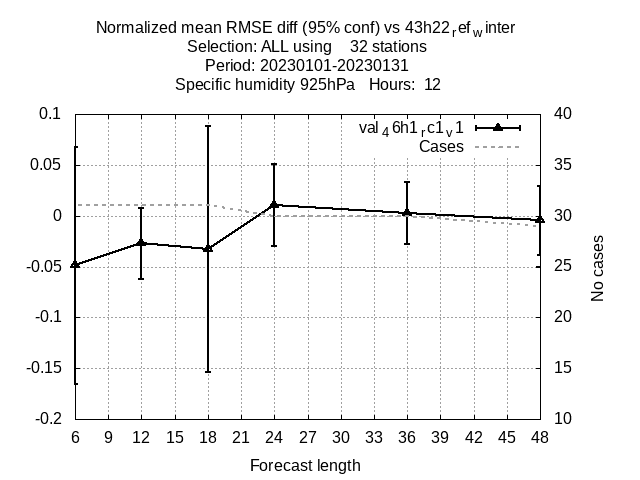 Normalized mean RMSE diff (95% conf) vs 43h22refwinter
Selection: ALL using 32 stations
Period: 20230101-20230131
Specific humidity 925hPa Hours: 12
0.1 40
val46h1rc1v1
Cases
0.05 35
0 30
-0.05 25
-0.1 20
-0.15 15
-0.2 10
No cases
6 9 12 15 18 21 24 27 30 33 36 39 42 45 48
Forecast length